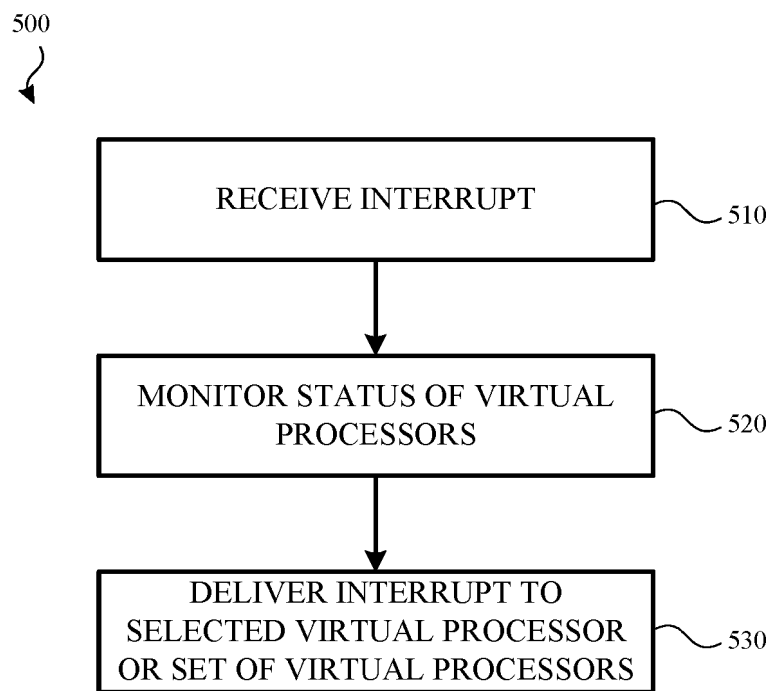 500
RECEIVE INTERRUPT
510
MONITOR STATUS OF VIRTUAL
PROCESSORS
520
DELIVER INTERRUPT TO
SELECTED VIRTUAL PROCESSOR
OR SET OF VIRTUAL PROCESSORS
530